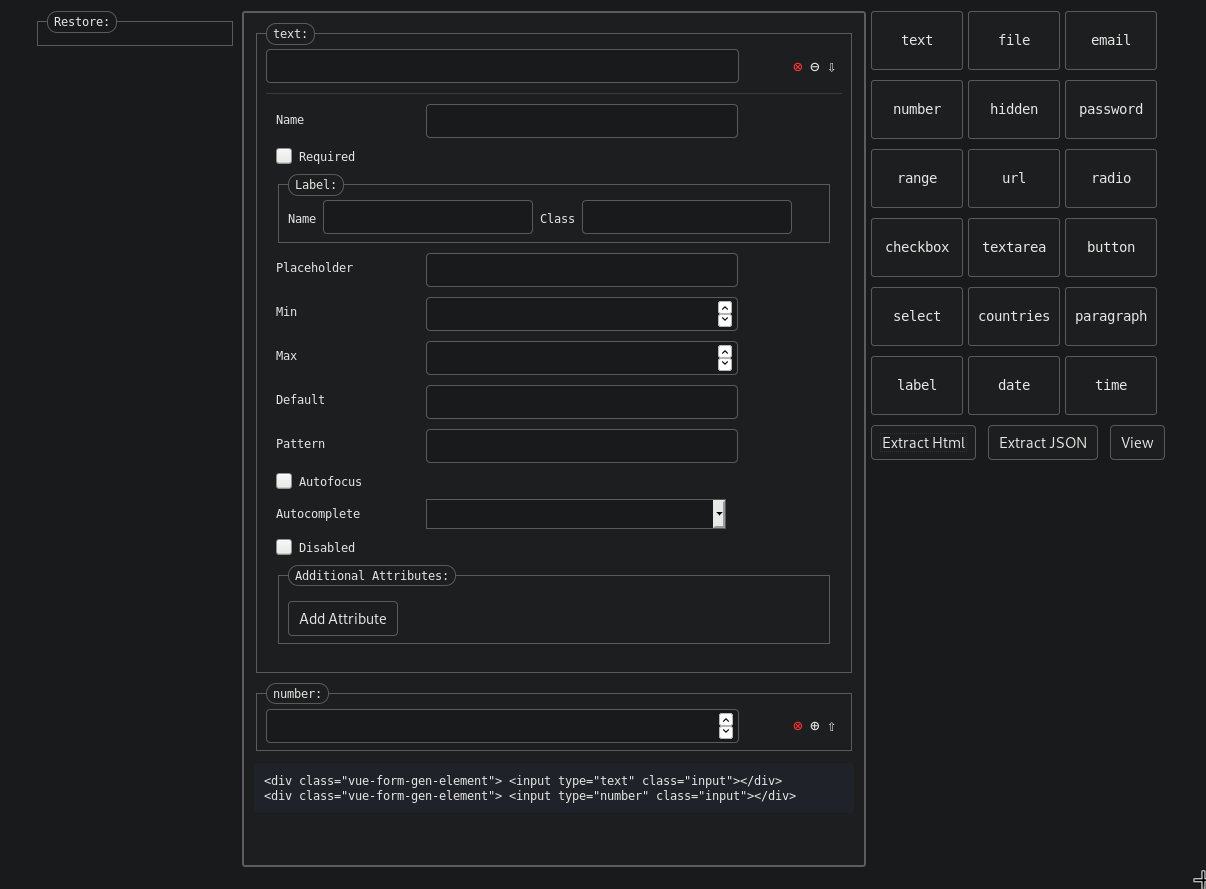 Restore:
text:
⊗ ⊖ ⇩
Name
Required
Label:
Name Class
Placeholder
Min
Max
Default
Pattern
Autofocus
Autocomplete
Disabled
Additional Attributes:
Add Attribute
number:
⊗ ⊕ ⇧
<div class="vue-form-gen-element"> <input type="text" class="input"></div>
<div class="vue-form-gen-element"> <input type="number" class="input"></div>
text file email
number hidden password
range url radio
checkbox textarea button
select countries paragraph
label date time
Extract Html Extract JSON View